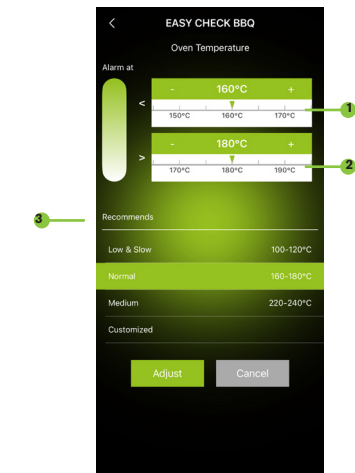 EASY CHECK BBQ
Oven Temperature
Alarm at
- 160°C +
<
150°C 160°C 170°C
1
- 180°C +
>
170°C 180°C 190°C
2
3
Recommends
Low & Slow 100-120°C
Normal 160-180°C
Medium 220-240°C
Customized
Adjust Cancel